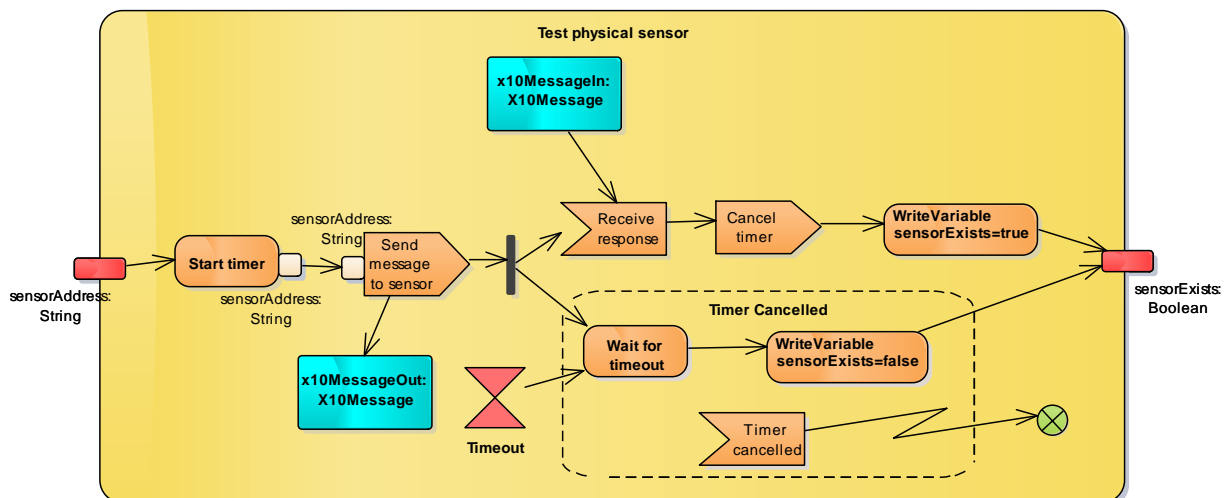 Test physical sensor
x10MessageIn:
X10Message
sensorAddress:
String
Receive
response
Cancel
timer
WriteVariable
sensorExists=true
Send
message
to sensor
Start timer
sensorAddress:
String
sensorAddress:
String
sensorExists:
Boolean
Timer Cancelled
Wait for
timeout
WriteVariable
sensorExists=false
x10MessageOut:
X10Message
Timeout
Timer
cancelled